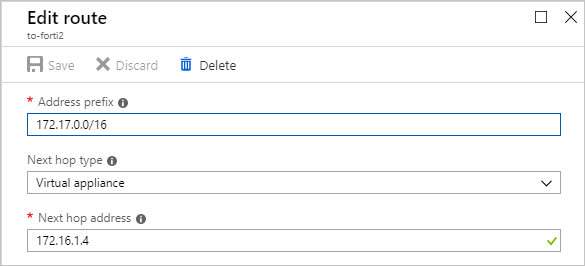 Edit route
to-forti2
Save Discard Delete
* Address prefix
172.17.0.0/16
Next hop type
Virtual appliance
* Next hop address
172.16.1.4